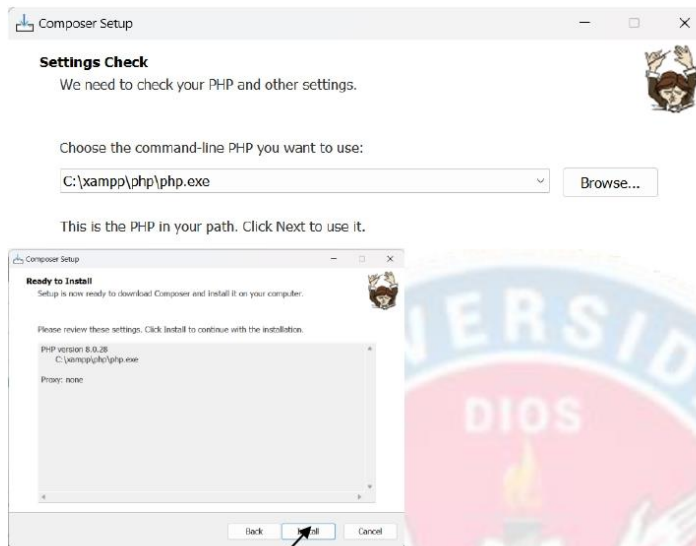 Composer Setup
Settings Check
We need to check your PHP and other settings.
Choose the command-line PHP you want to use:
C:\xampp\php\php.exe
Browse...
This is the PHP in your path. Click Next to use it.
Composer Setup
Ready to Install
Setup is now ready to download Composer and install it on your computer.
Please review these settings. Click Install to continue with the installation.
PHP version 8.0.28
C:\xampp\php\php.exe
Proxy: none
Back Install Cancel
VERSID
DIOS